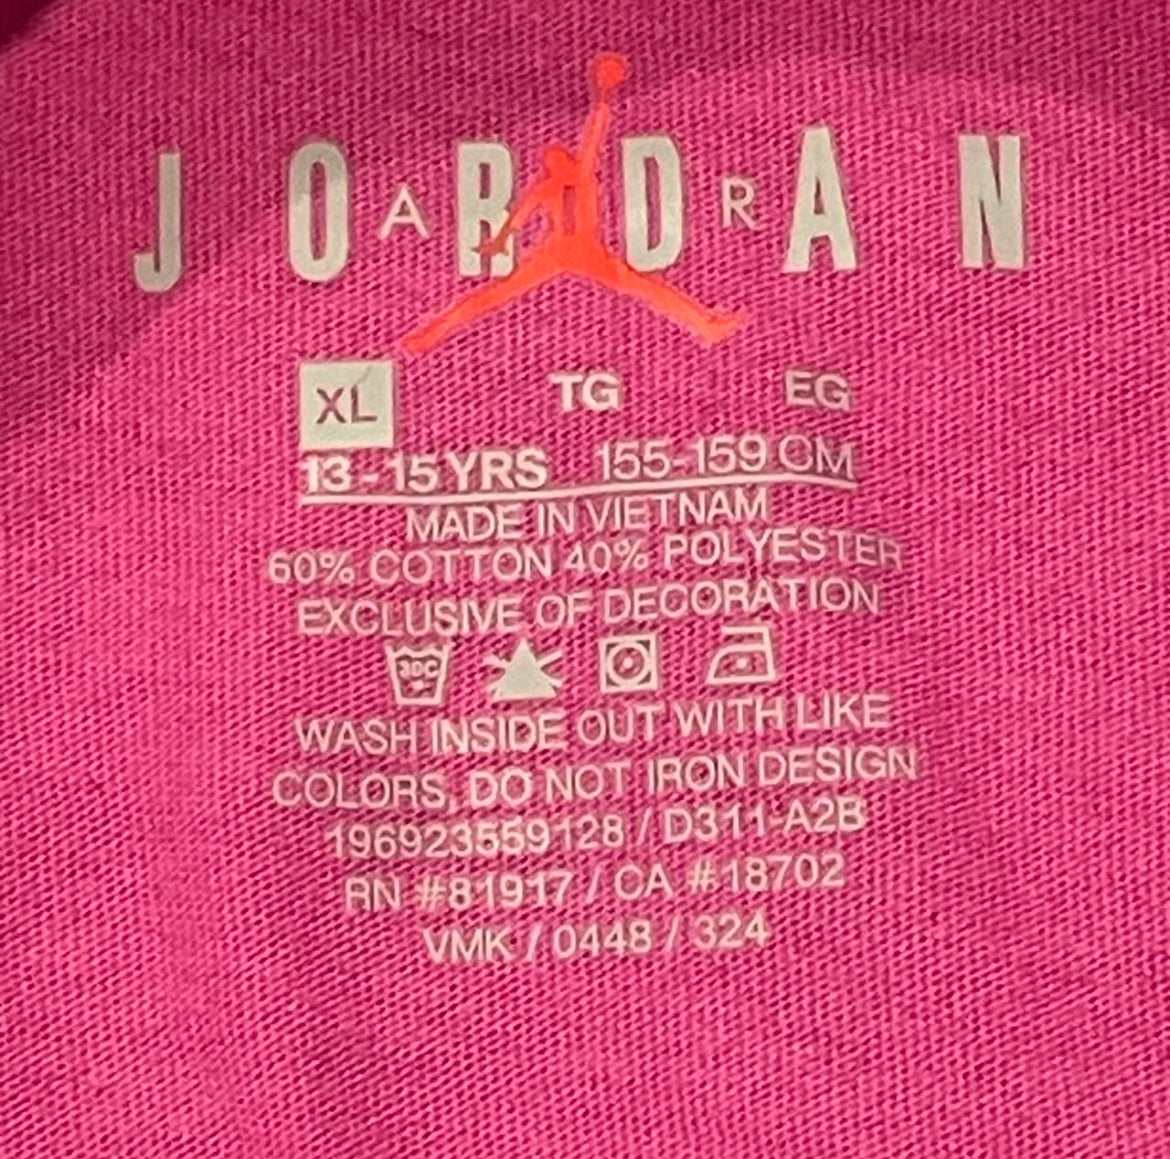 JORDAN
AIR
XL TG EG
13-15 YRS 155-159 CM
MADE IN VIETNAM
60% COTTON 40% POLYESTER
EXCLUSIVE OF DECORATION
30C
WASH INSIDE OUT WITH LIKE
COLORS, DO NOT IRON DESIGN
196923559128 / D311-A2B
RN #81917 / CA #18702
VMK / 0448 / 324